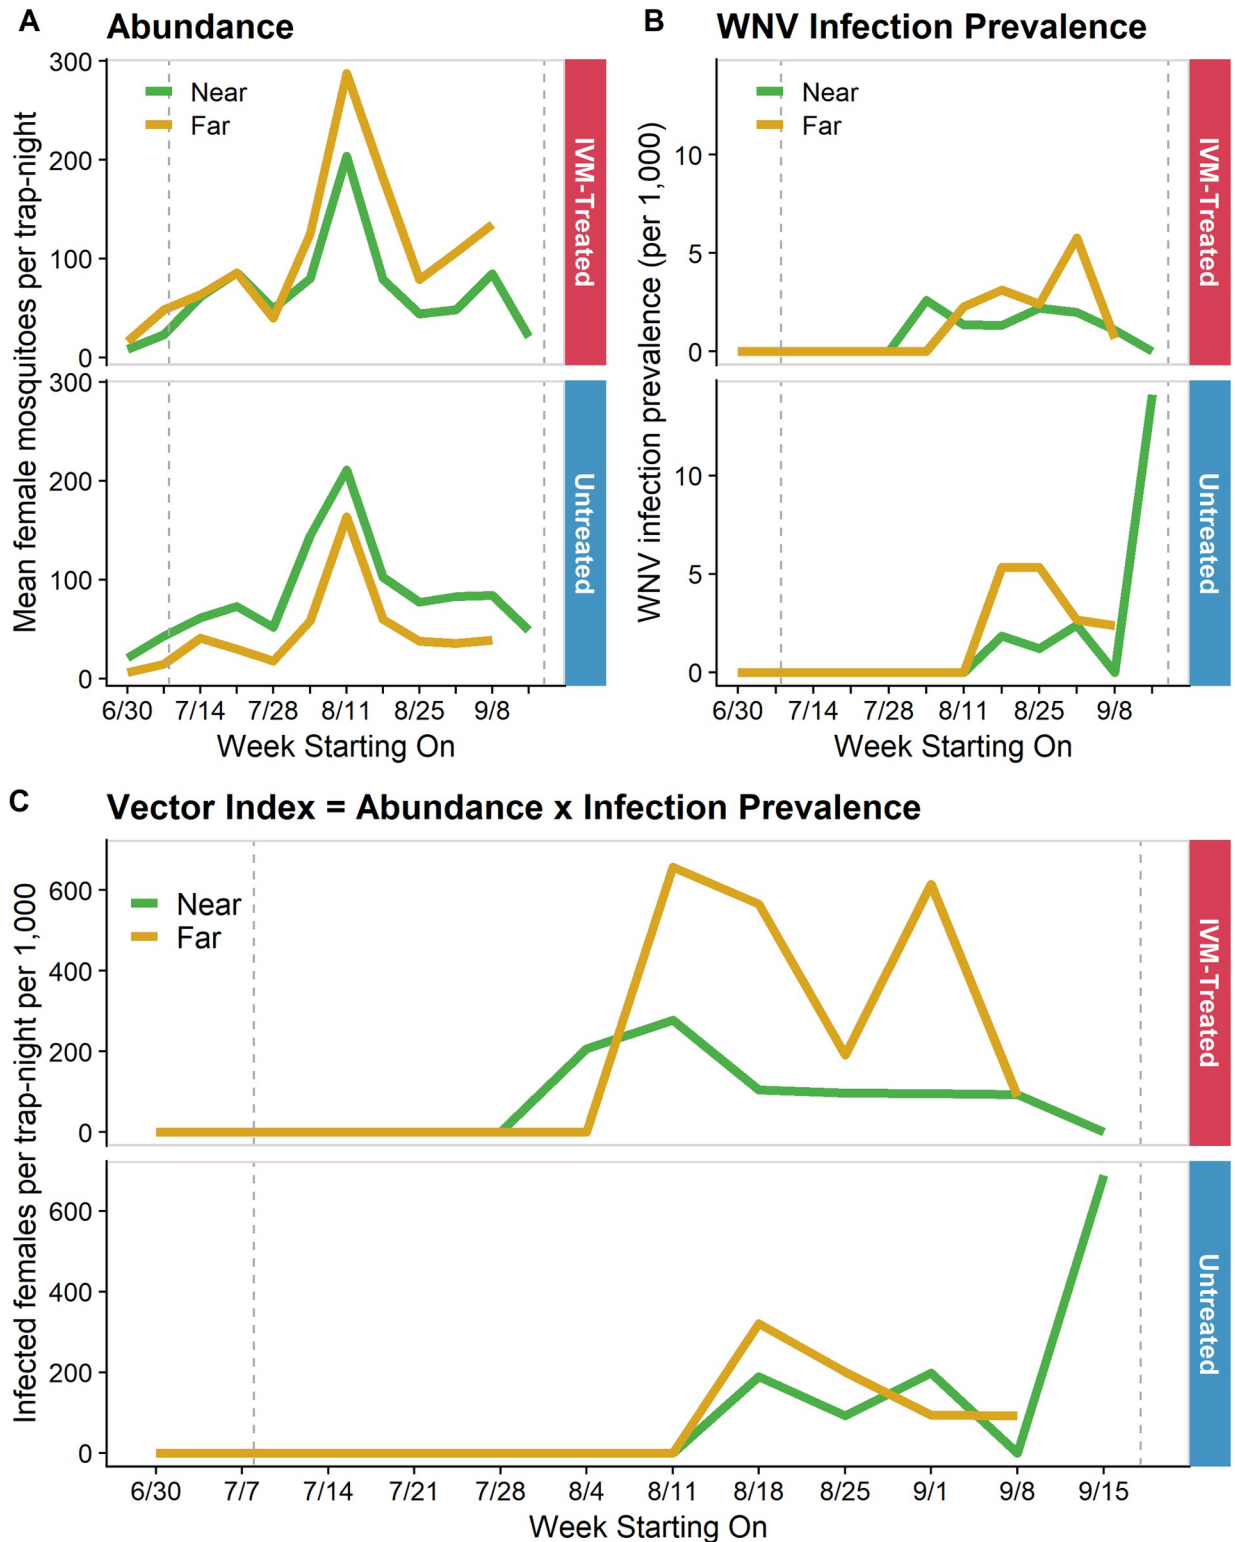 A
Abundance
Mean female mosquitoes per trap-night
300
200
100
0
Near
Far
IVM-Treated
300
200
100
0
Untreated
6/30
7/14
7/28
8/11
8/25
9/8
Week Starting On
B
WNV Infection Prevalence
WNV infection prevalence (per 1,000)
10
5
0
Near
Far
IVM-Treated
10
5
0
Untreated
6/30
7/14
7/28
8/11
8/25
9/8
Week Starting On
C
Vector Index = Abundance x Infection Prevalence
Infected females per trap-night per 1,000
600
400
200
0
Near
Far
IVM-Treated
600
400
200
0
Untreated
6/30
7/7
7/14
7/21
7/28
8/4
8/11
8/18
8/25
9/1
9/8
9/15
Week Starting On